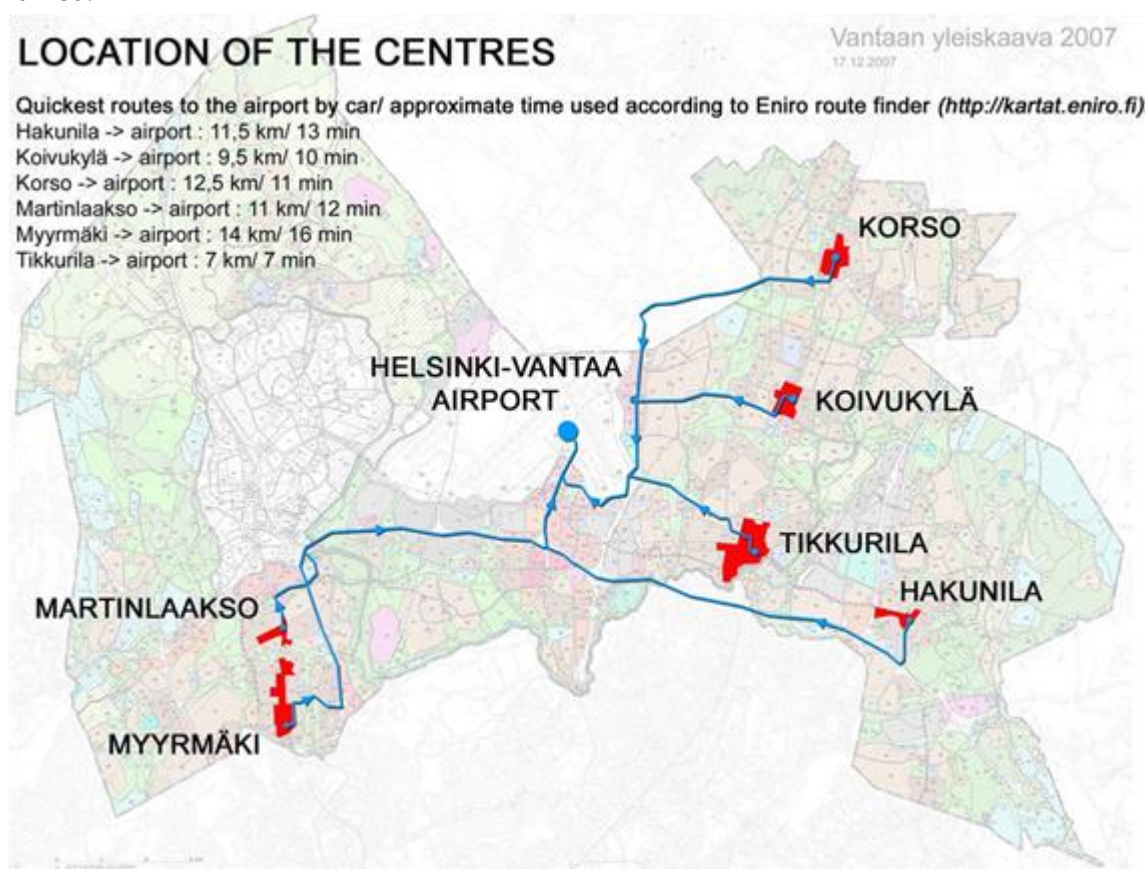 LOCATION OF THE CENTRES
Vantaan yleiskaava 2007
17.12.2007
Quickest routes to the airport by car/ approximate time used according to Eniro route finder (http://kartat.eniro.fi)
Hakunila -> airport : 11,5 km/ 13 min
Koivukylä -> airport : 9,5 km/ 10 min
Korso -> airport : 12,5 km/ 11 min
Martinlaakso -> airport : 11 km/ 12 min
Myyrmäki -> airport : 14 km/ 16 min
Tikkurila -> airport : 7 km/ 7 min
KORSO
HELSINKI-VANTAA
AIRPORT
KOIVUKYLÄ
TIKKURILA
HAKUNILA
MARTINLAAKSO
MYYRMÄKI